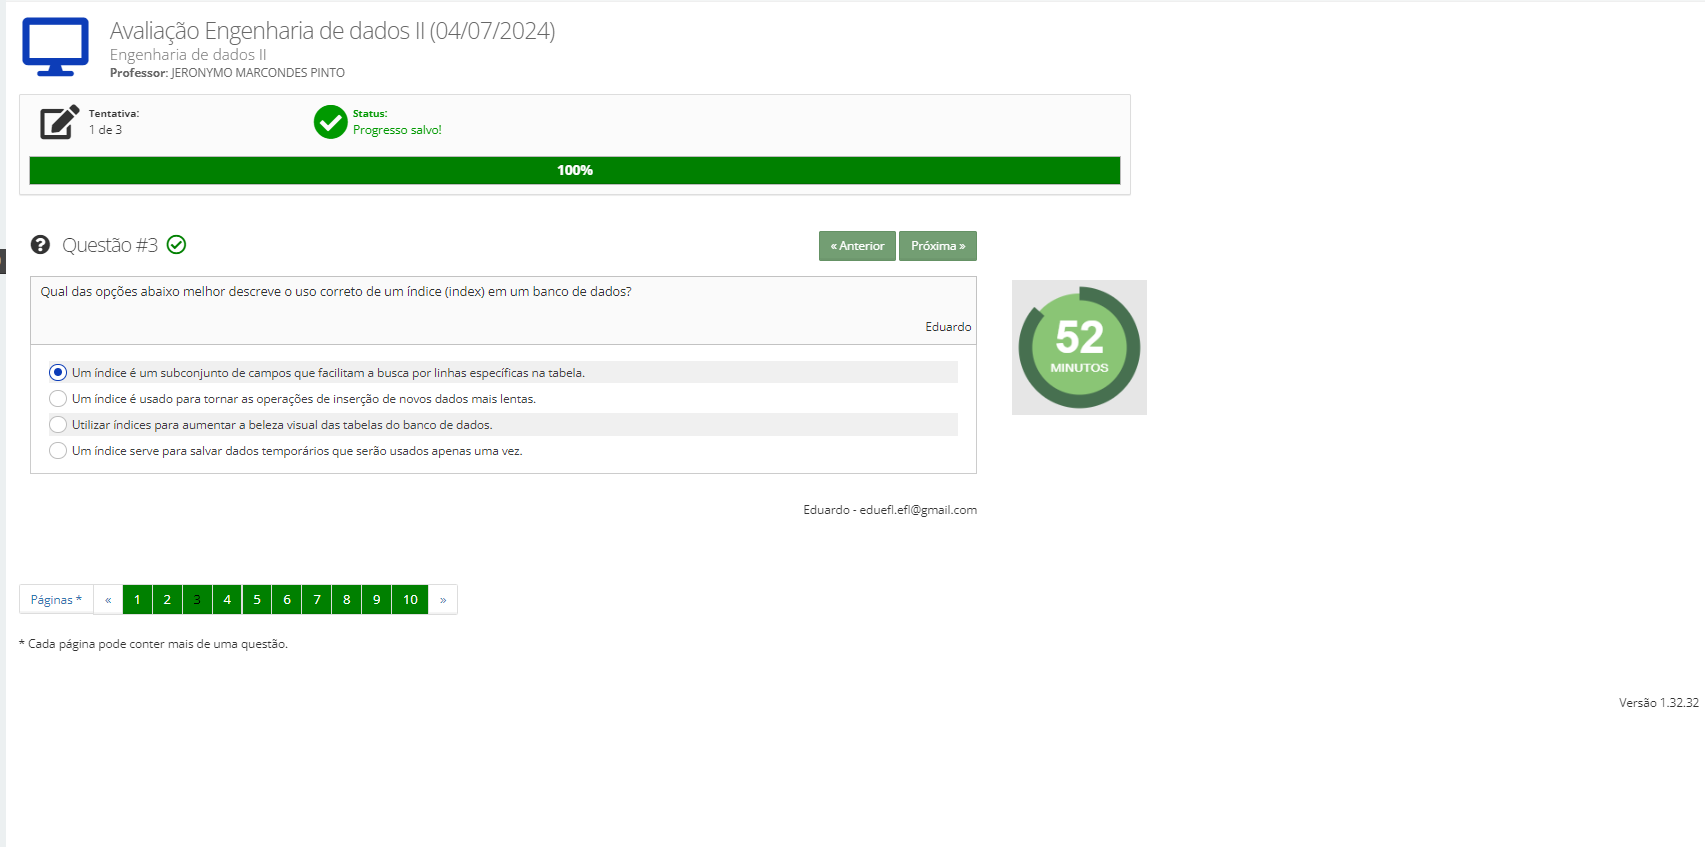 Avaliação Engenharia de dados II (04/07/2024)
Engenharia de dados II
Professor: JERONYMO MARCONDES PINTO
Tentativa:
1 de 3
Status:
Progresso salvo!
100%
Questão #3
« Anterior
Próxima »
Qual das opções abaixo melhor descreve o uso correto de um índice (index) em um banco de dados?
Eduardo
52
MINUTOS
Um índice é um subconjunto de campos que facilitam a busca por linhas específicas na tabela.
Um índice é usado para tornar as operações de inserção de novos dados mais lentas.
Utilizar índices para aumentar a beleza visual das tabelas do banco de dados.
Um índice serve para salvar dados temporários que serão usados apenas uma vez.
Eduardo - eduefl.efl@gmail.com
Páginas * « 1 2 3 4 5 6 7 8 9 10 »
* Cada página pode conter mais de uma questão.
Versão 1.32.32